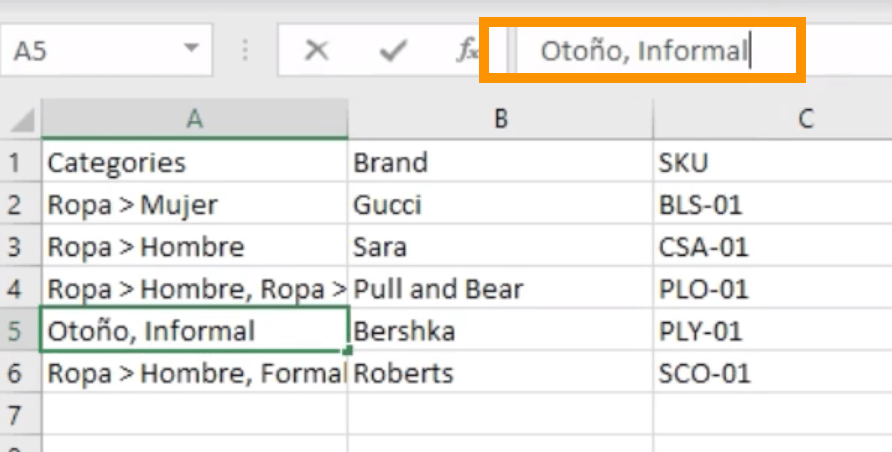 A5 fx Otoño, Informal
A B C
1 Categories Brand SKU
2 Ropa > Mujer Gucci BLS-01
3 Ropa > Hombre Sara CSA-01
4 Ropa > Hombre, Ropa > Pull and Bear PLO-01
5 Otoño, Informal Bershka PLY-01
6 Ropa > Hombre, Formal Roberts SCO-01
7